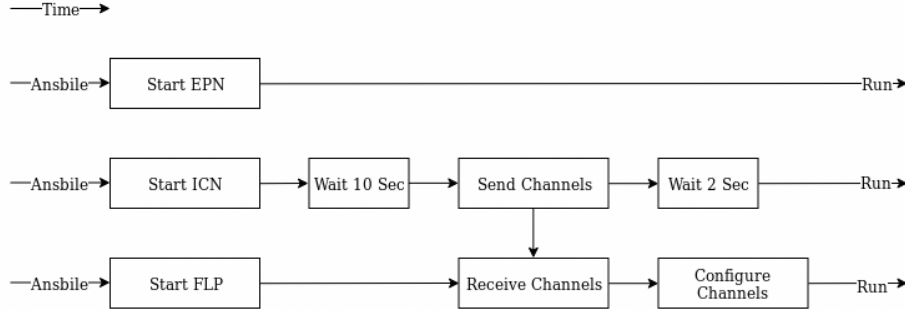 Time
Ansbile
Start EPN
Run
Ansbile
Start ICN
Wait 10 Sec
Send Channels
Wait 2 Sec
Run
Ansbile
Start FLP
Receive Channels
Configure
Channels
Run